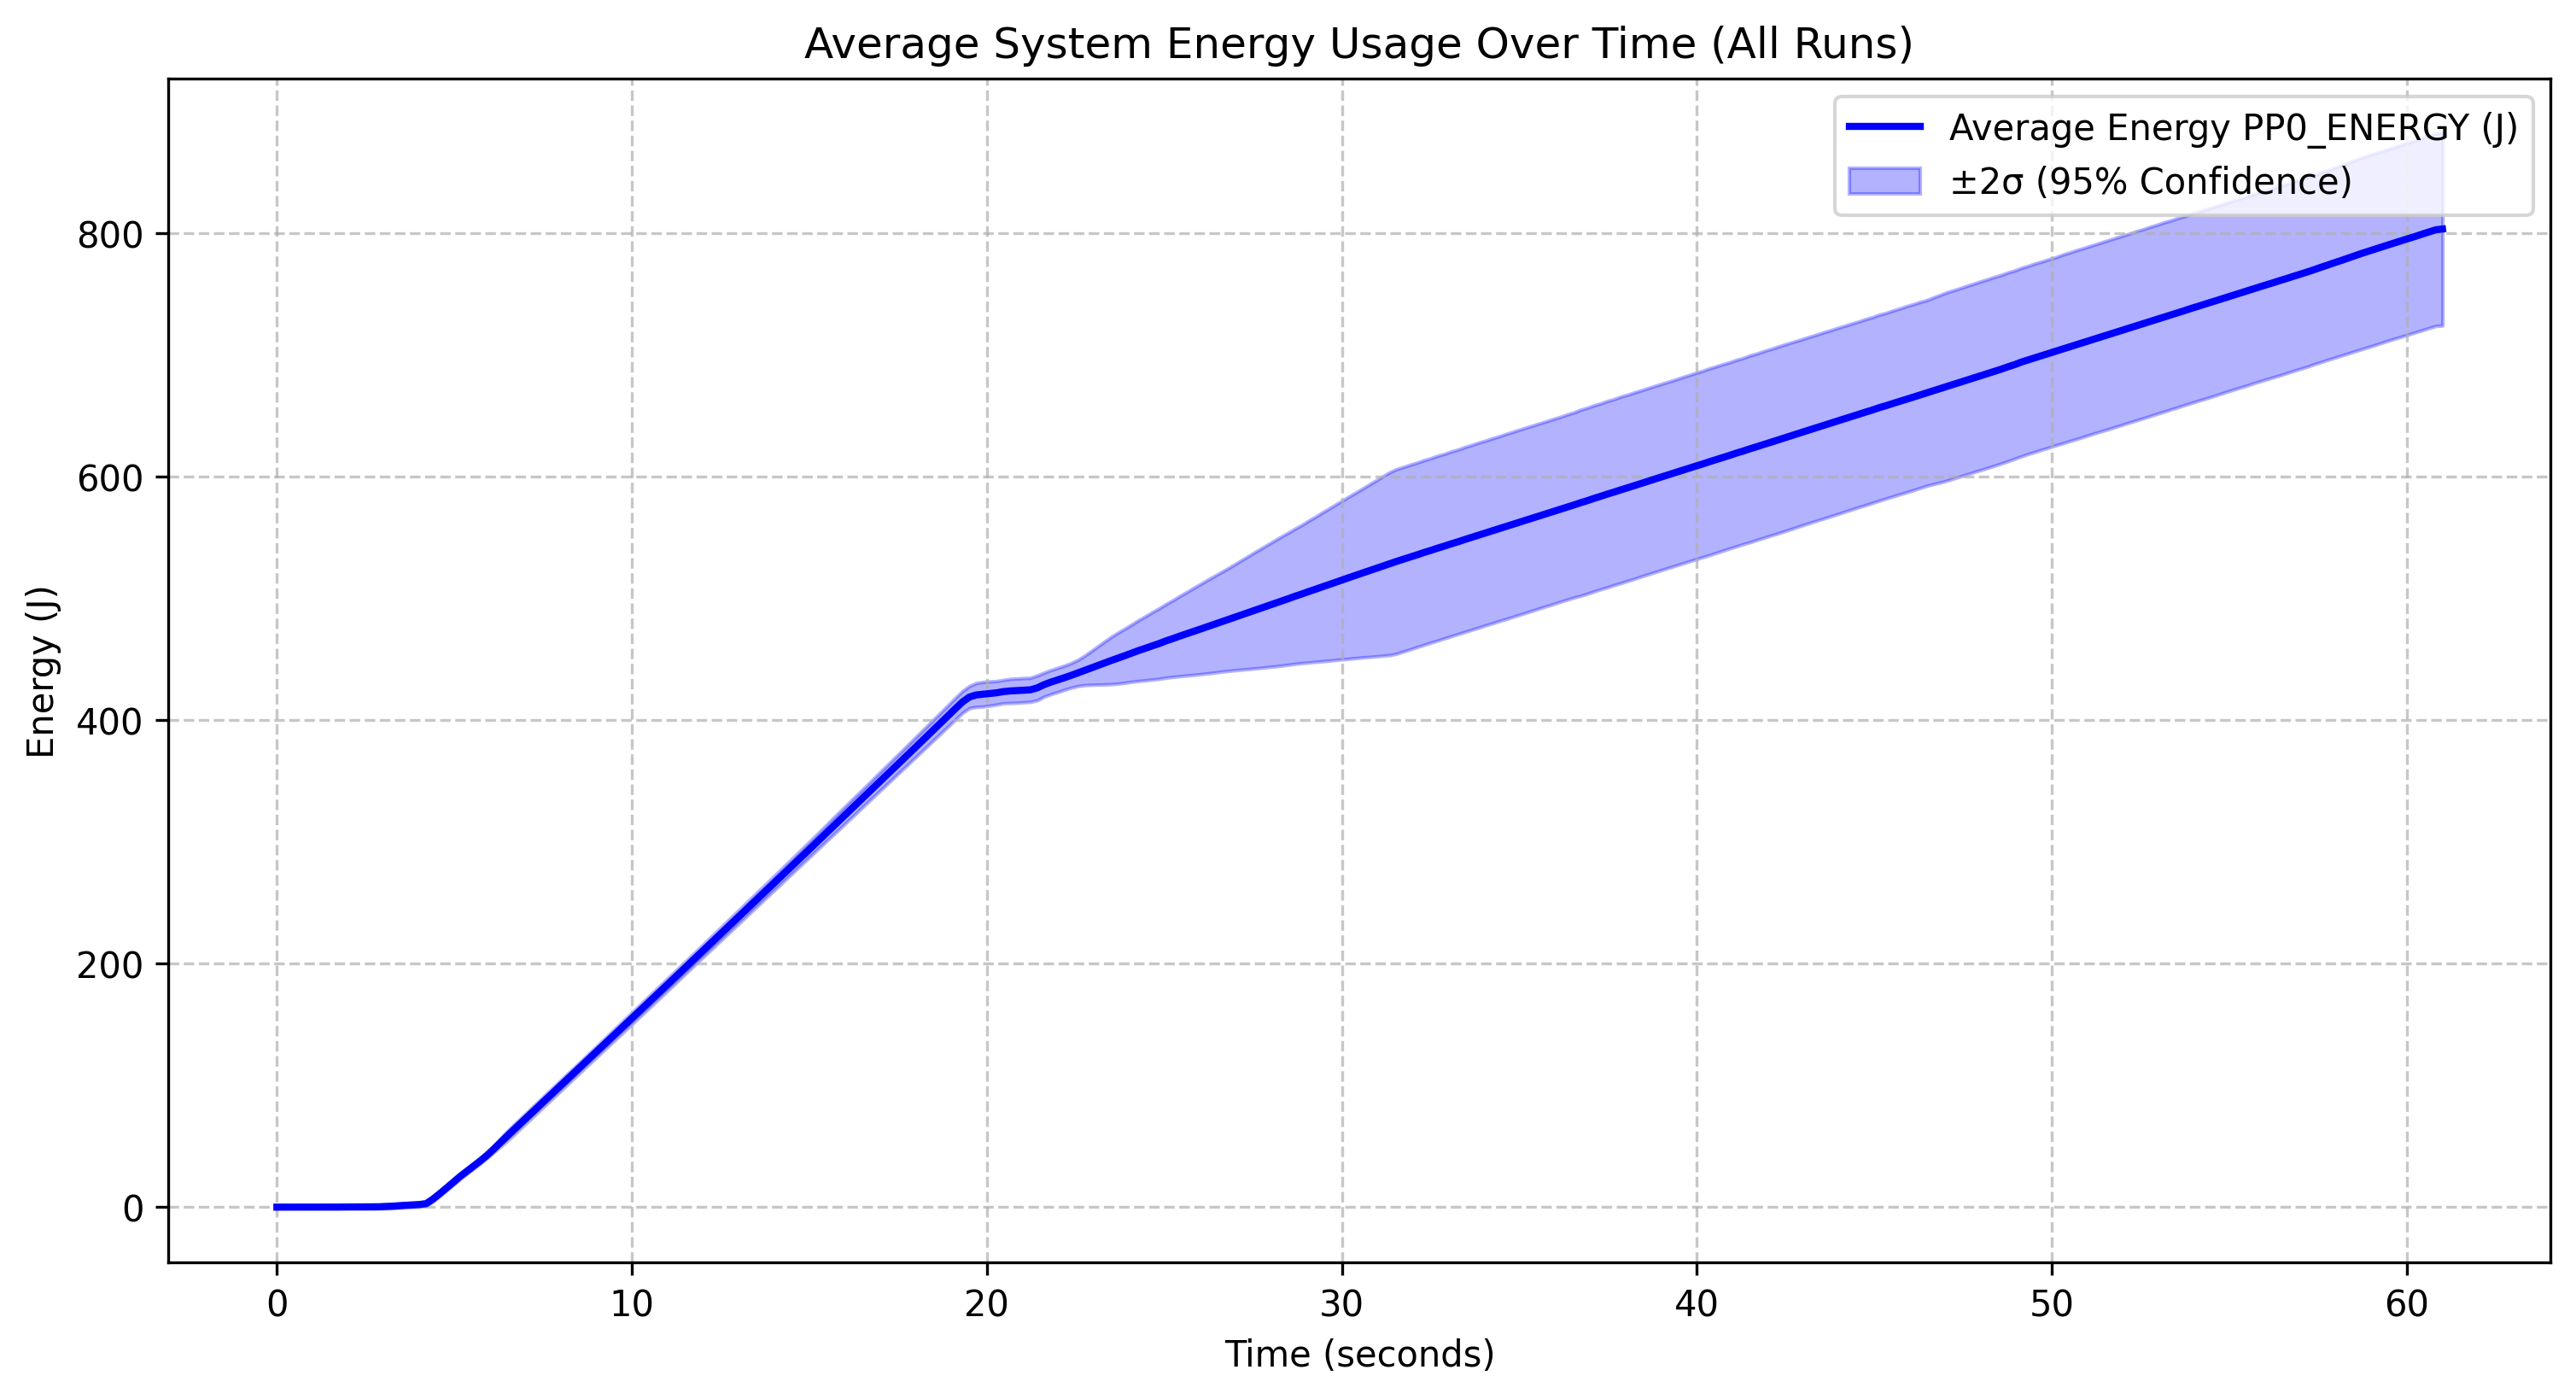 Average System Energy Usage Over Time (All Runs)
Average Energy PP0_ENERGY (J)
±2σ (95% Confidence)
800
600
400
200
0
Energy (J)
0 10 20 30 40 50 60
Time (seconds)